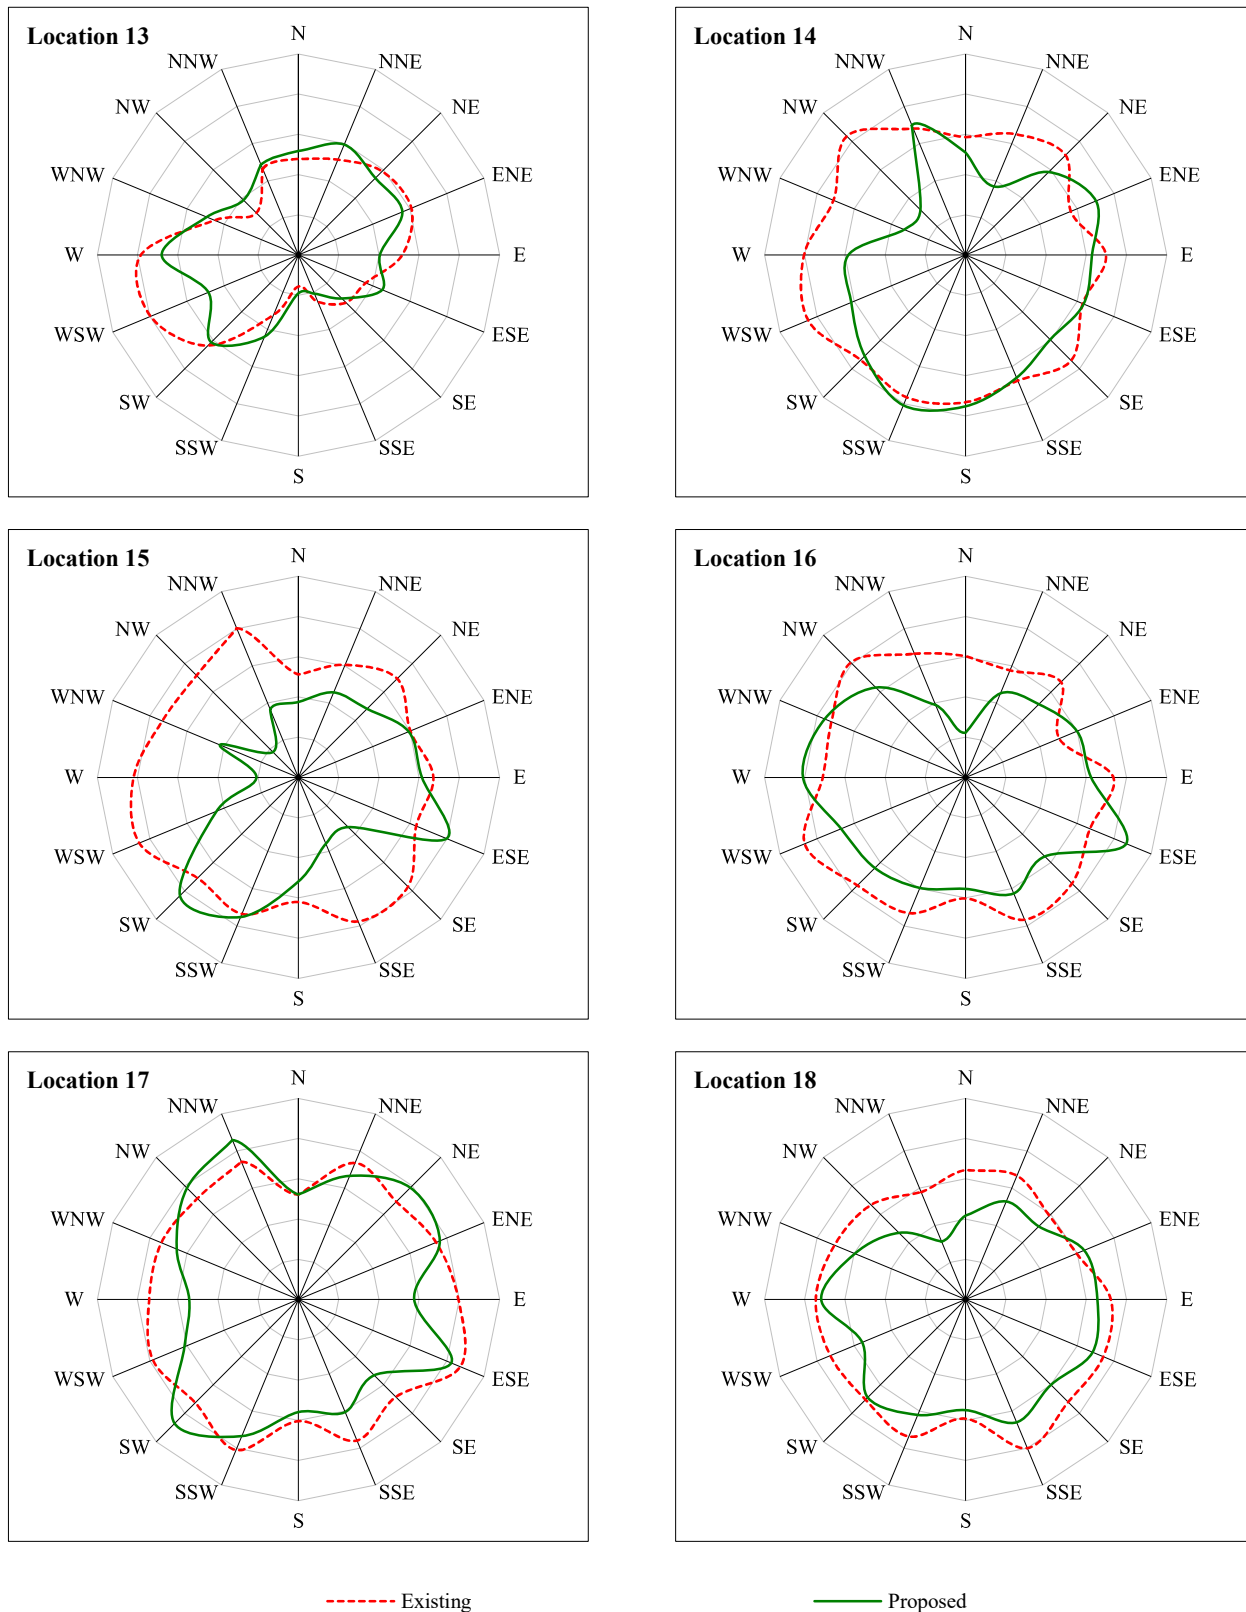 Location 13
N
NNW
NNE
NW
NE
WNW
ENE
W
E
WSW
ESE
SW
SE
SSW
SSE
S
Location 14
N
NNW
NNE
NW
NE
WNW
ENE
W
E
WSW
ESE
SW
SE
SSW
SSE
S
Location 15
N
NNW
NNE
NW
NE
WNW
ENE
W
E
WSW
ESE
SW
SE
SSW
SSE
S
Location 16
N
NNW
NNE
NW
NE
WNW
ENE
W
E
WSW
ESE
SW
SE
SSW
SSE
S
Location 17
N
NNW
NNE
NW
NE
WNW
ENE
W
E
WSW
ESE
SW
SE
SSW
SSE
S
Location 18
N
NNW
NNE
NW
NE
WNW
ENE
W
E
WSW
ESE
SW
SE
SSW
SSE
S
Existing
Proposed